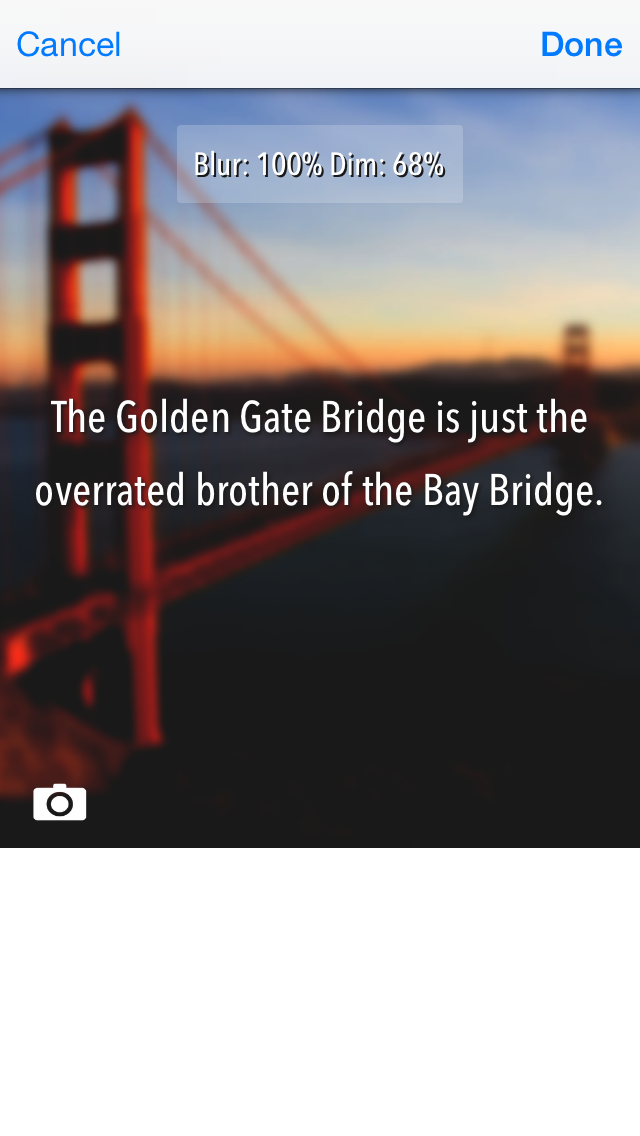 Cancel
Done
Blur: 100% Dim: 68%
The Golden Gate Bridge is just the
overrated brother of the Bay Bridge.